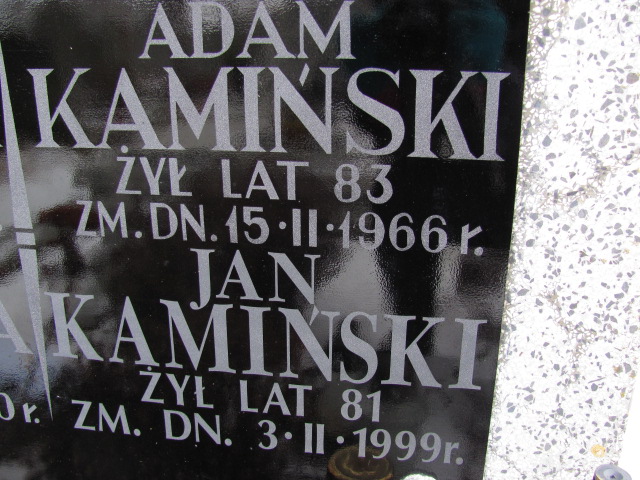 ADAM
KAMIŃSKI
ŻYŁ LAT 83
ZM. DN. 15·II·1966 r.
JAN
KAMIŃSKI
ŻYŁ LAT 81
0 r. ZM. DN. 3·II·1999 r.